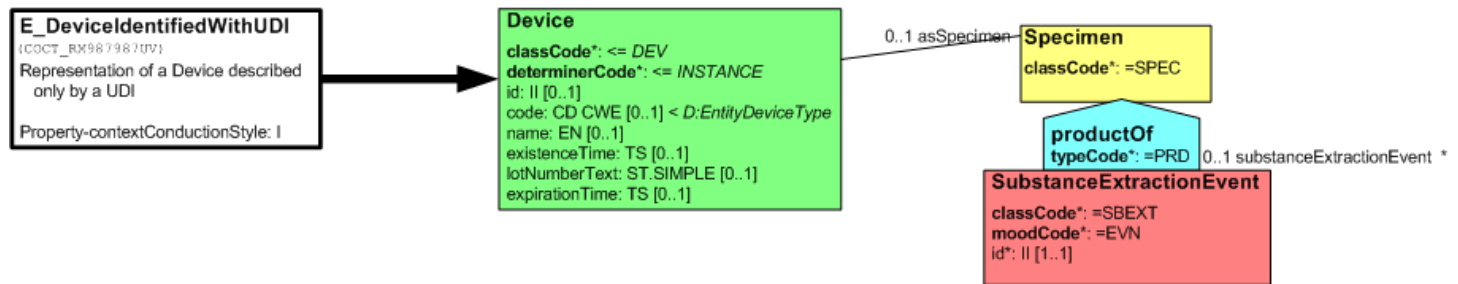 E_DeviceIdentifiedWithUDI
(COCT_RX987987UV)
Representation of a Device described
only by a UDI
Property-contextConductionStyle: I
Device
classCode*: <= DEV
determinerCode*: <= INSTANCE
id: II [0..1]
code: CD CWE [0..1] < D:EntityDeviceType
name: EN [0..1]
existenceTime: TS [0..1]
lotNumberText: ST.SIMPLE [0..1]
expirationTime: TS [0..1]
0..1 asSpecimen
Specimen
classCode*: =SPEC
productOf
typeCode*: =PRD
0..1 substanceExtractionEvent *
SubstanceExtractionEvent
classCode*: =SBEXT
moodCode*: =EVN
id*: II [1..1]